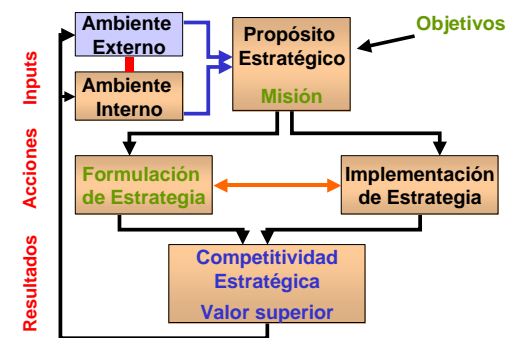 Ambiente
Externo
Ambiente
Interno
Propósito
Estratégico
Misión
Objetivos
Inputs
Formulación
de Estrategia
Implementación
de Estrategia
Acciones
Competitividad
Estratégica
Valor superior
Resultados